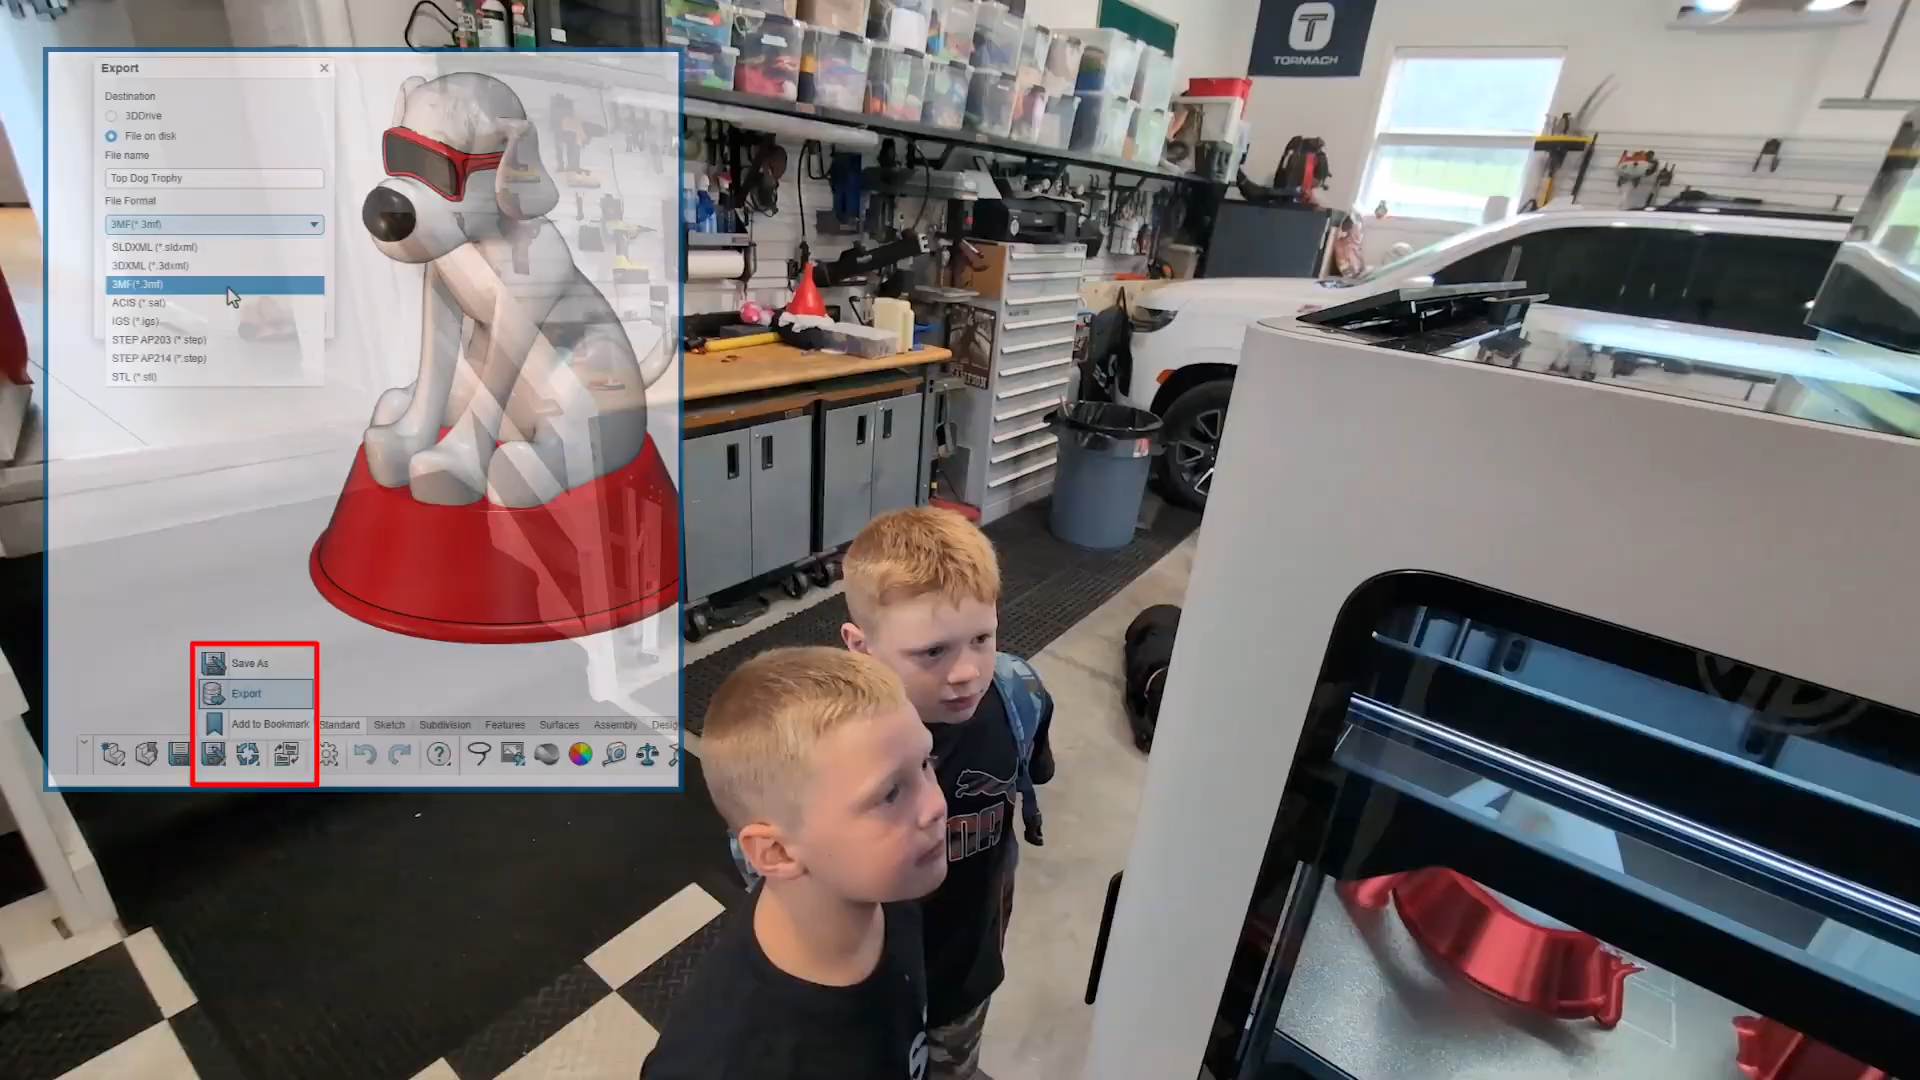 Export
Destination
3DDrive
File on disk
File name
Top Dog Trophy
File Format
3MF(*.3mf)
SLDXML (*.sldxml)
3DXML (*.3dxml)
3MF(*.3mf)
ACIS (*.sat)
IGS (*.igs)
STEP AP203 (*.step)
STEP AP214 (*.step)
STL (*.stl)
Save As
Export
Add to Bookmark
Standard
Sketch
Subdivision
Features
Surfaces
Assembly
TORMACH